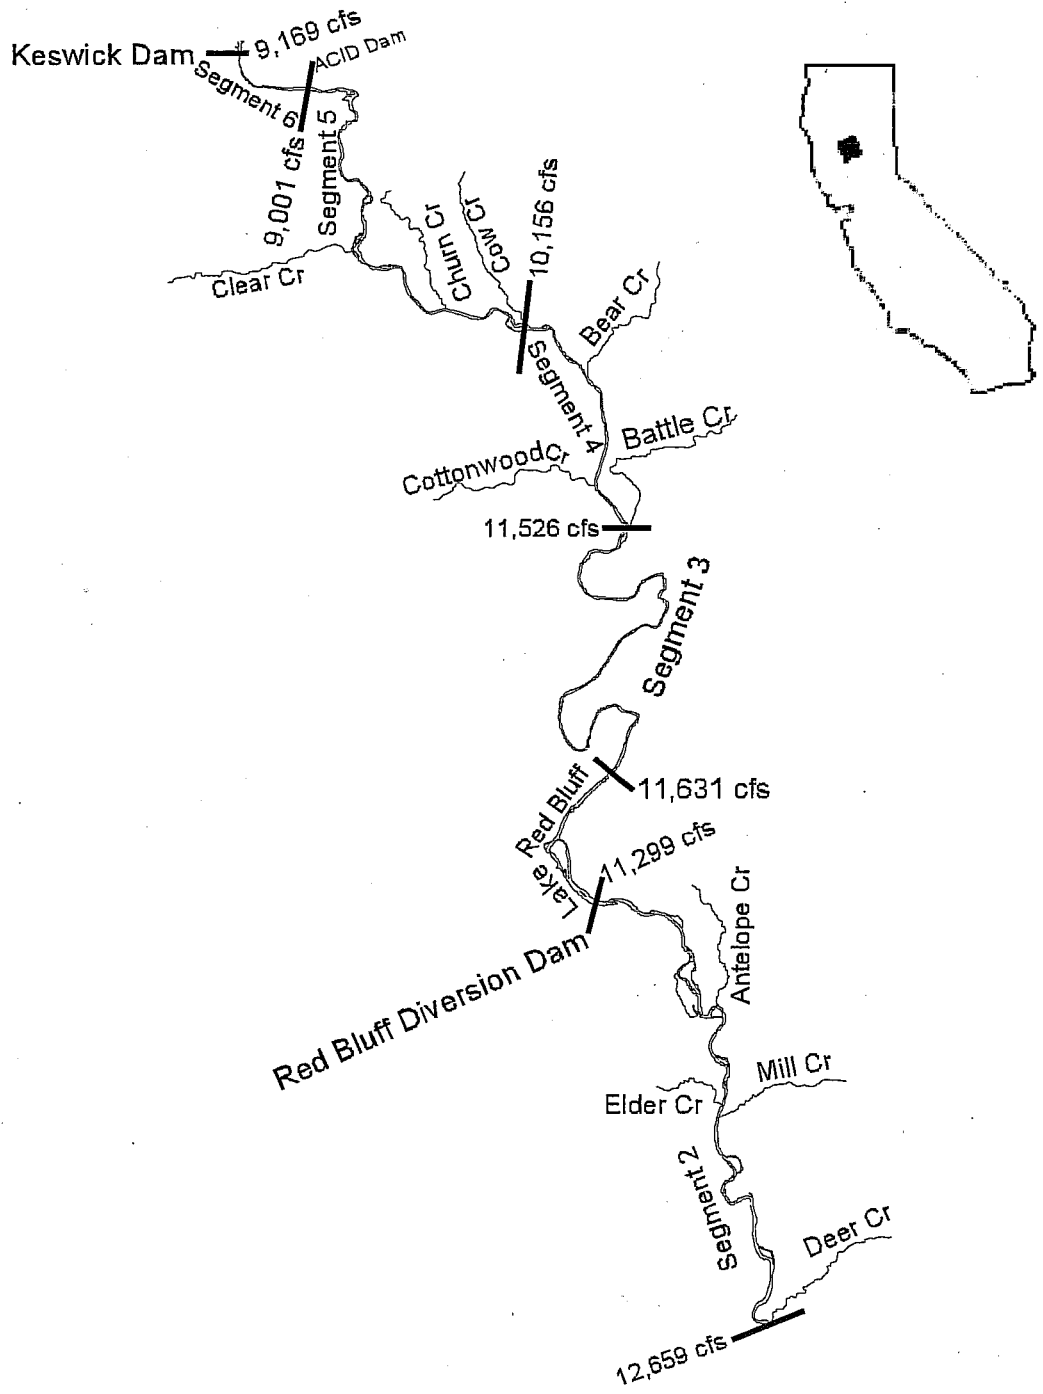 Keswick Dam
9,169 cfs
ACID Dam
Segment 6
9,001 cfs
Segment 5
Clear Cr
Churn Cr
Cow Cr
10,156 cfs
Bear Cr
Segment 4
Battle Cr
Cottonwood Cr
11,526 cfs
Segment 3
11,631 cfs
Lake Red Bluff
11,299 cfs
Red Bluff Diversion Dam
Antelope Cr
Mill Cr
Elder Cr
Segment 2
Deer Cr
12,659 cfs